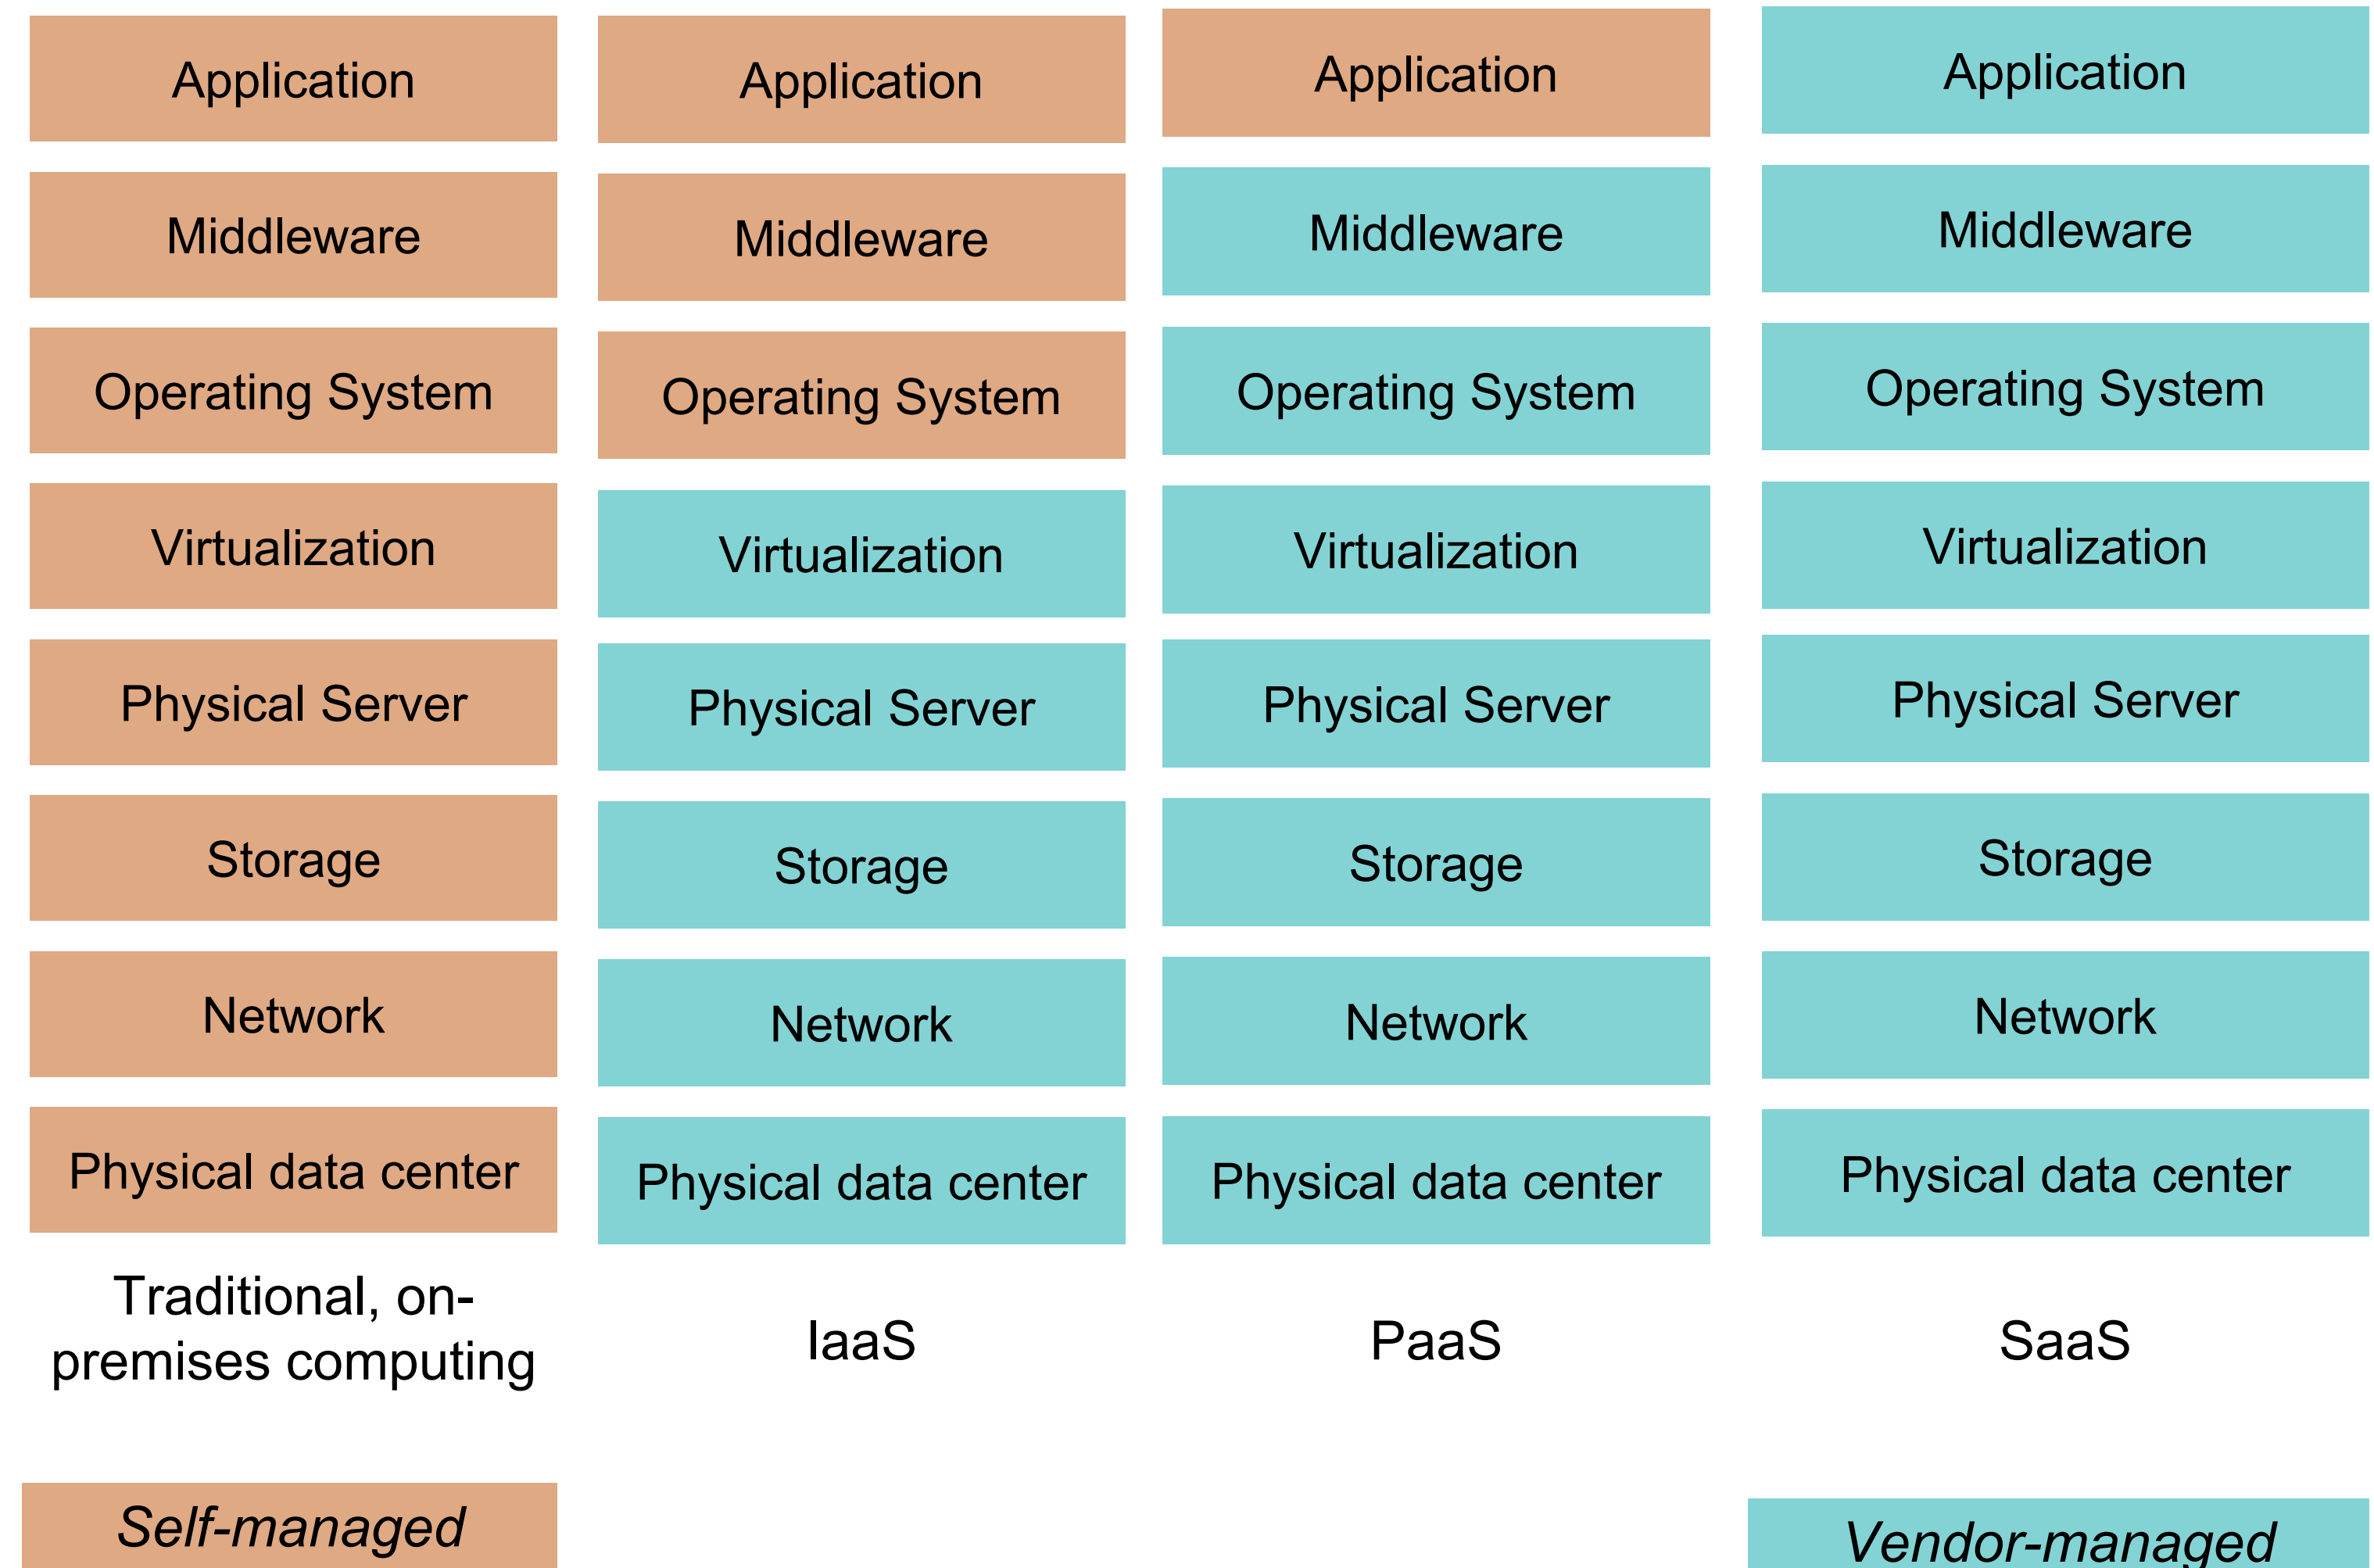 Application
Middleware
Operating System
Virtualization
Physical Server
Storage
Network
Physical data center
Traditional, on-
premises computing
Application
Middleware
Operating System
Virtualization
Physical Server
Storage
Network
Physical data center
IaaS
Application
Middleware
Operating System
Virtualization
Physical Server
Storage
Network
Physical data center
PaaS
Application
Middleware
Operating System
Virtualization
Physical Server
Storage
Network
Physical data center
SaaS
Self-managed
Vendor-managed